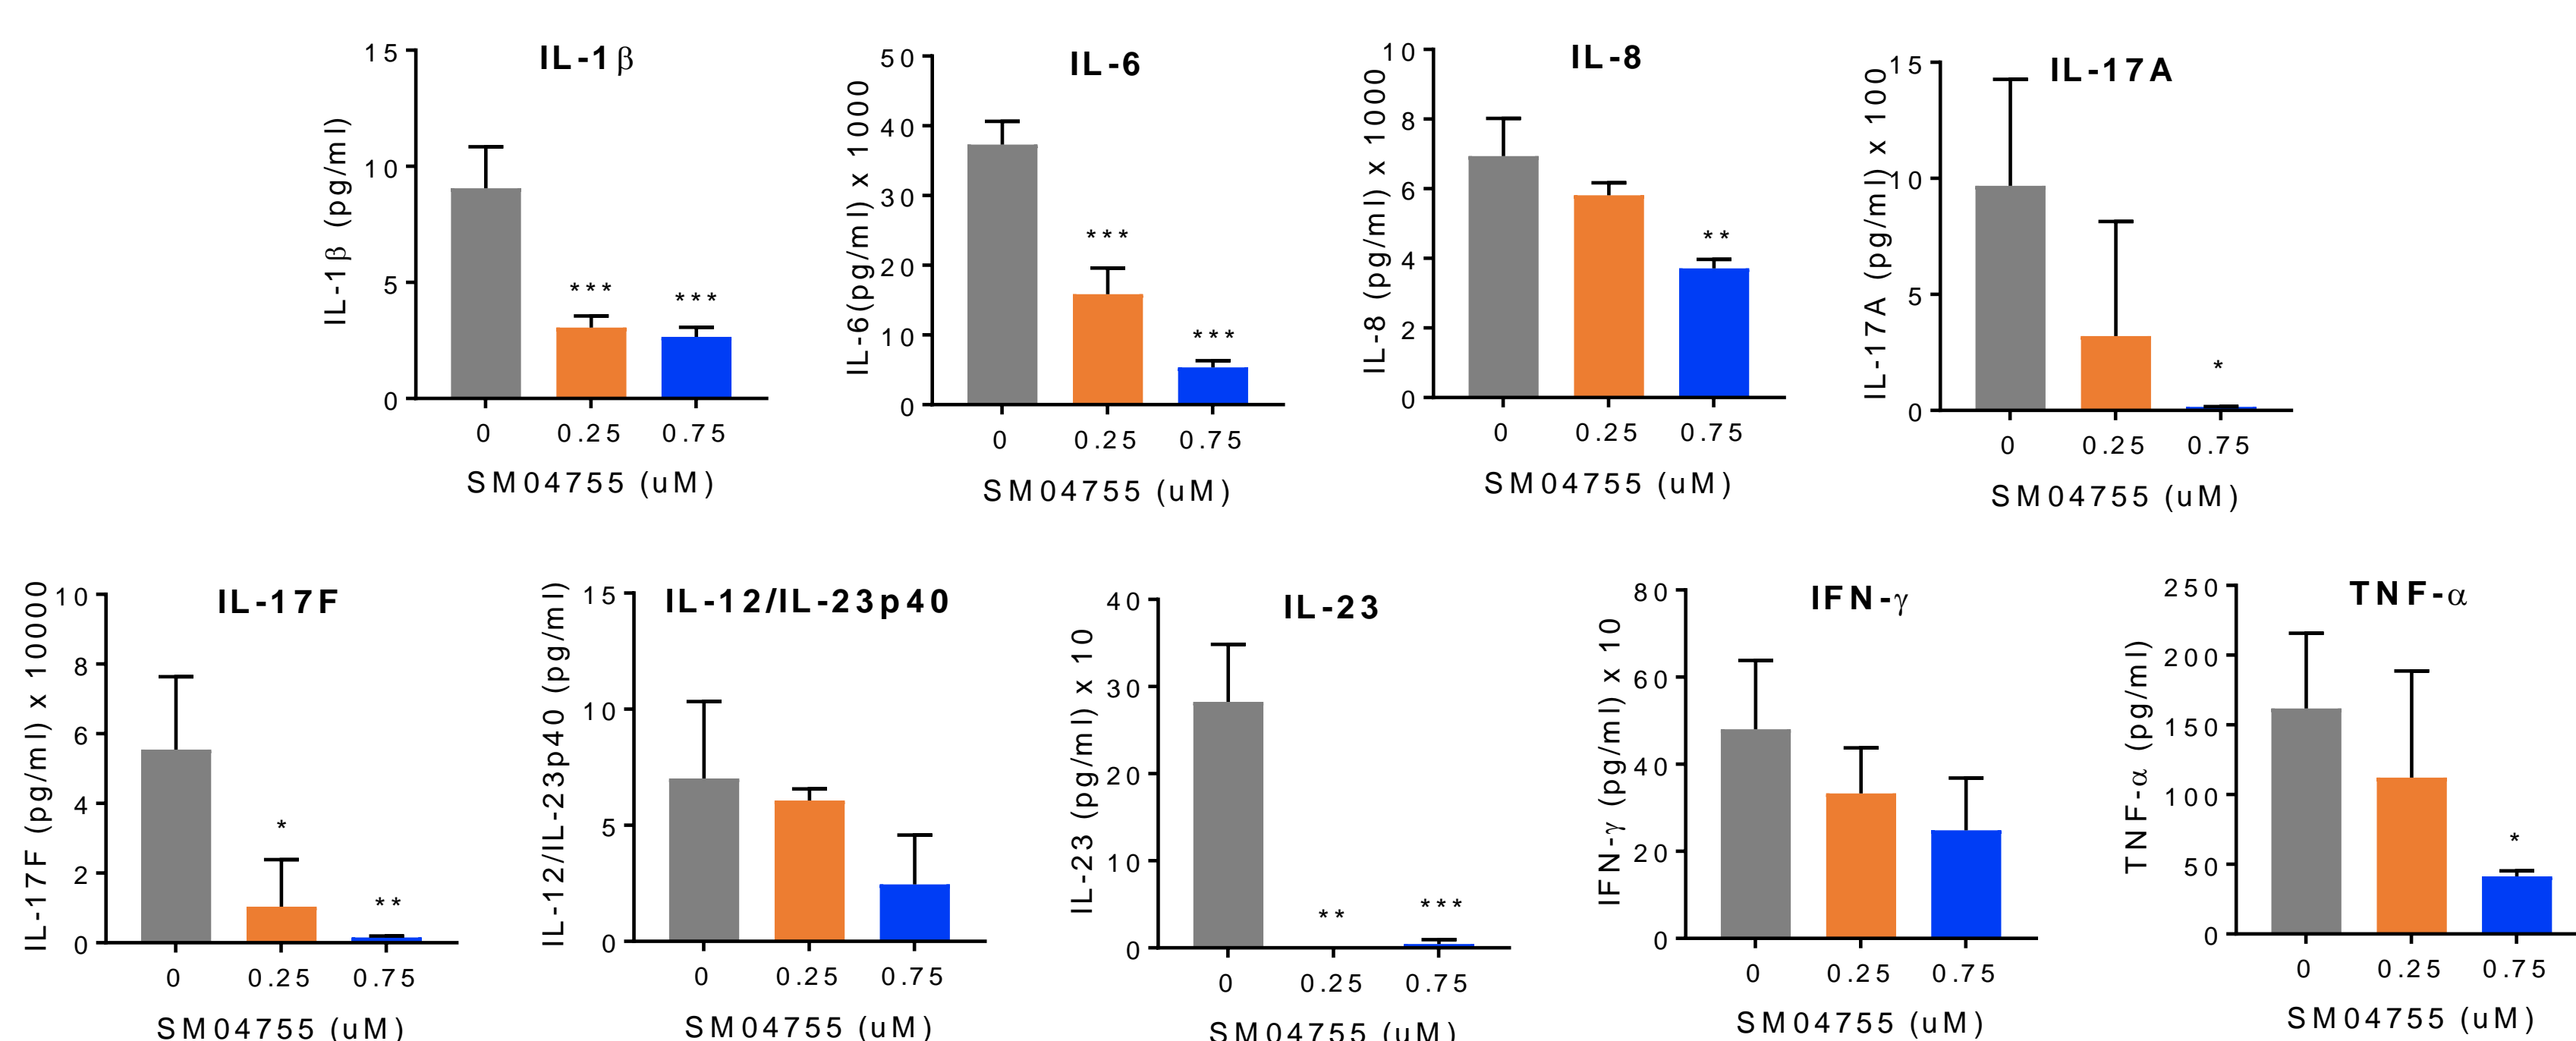 IL-1β
IL-1β (pg/ml)
15
10
5
0
***
***
0 0.25 0.75
SM04755 (uM)
IL-6
IL-6(pg/ml) x 1000
50
40
30
20
10
0
***
***
0 0.25 0.75
SM04755 (uM)
IL-8
IL-8 (pg/ml) x 1000
10
8
6
4
2
0
**
0 0.25 0.75
SM04755 (uM)
IL-17A
IL-17A (pg/ml) x 100
15
10
5
0
*
0 0.25 0.75
SM04755 (uM)
IL-17F
IL-17F (pg/ml) x 10000
10
8
6
4
2
0
*
**
0 0.25 0.75
SM04755 (uM)
IL-12/IL-23p40
IL-12/IL-23p40 (pg/ml)
15
10
5
0
0 0.25 0.75
SM04755 (uM)
IL-23
IL-23 (pg/ml) x 10
40
30
20
10
0
**
***
0 0.25 0.75
SM04755 (uM)
IFN-γ
IFN-γ (pg/ml) x 10
80
60
40
20
0
0 0.25 0.75
SM04755 (uM)
TNF-α
TNF-α (pg/ml)
250
200
150
100
50
0
*
0 0.25 0.75
SM04755 (uM)